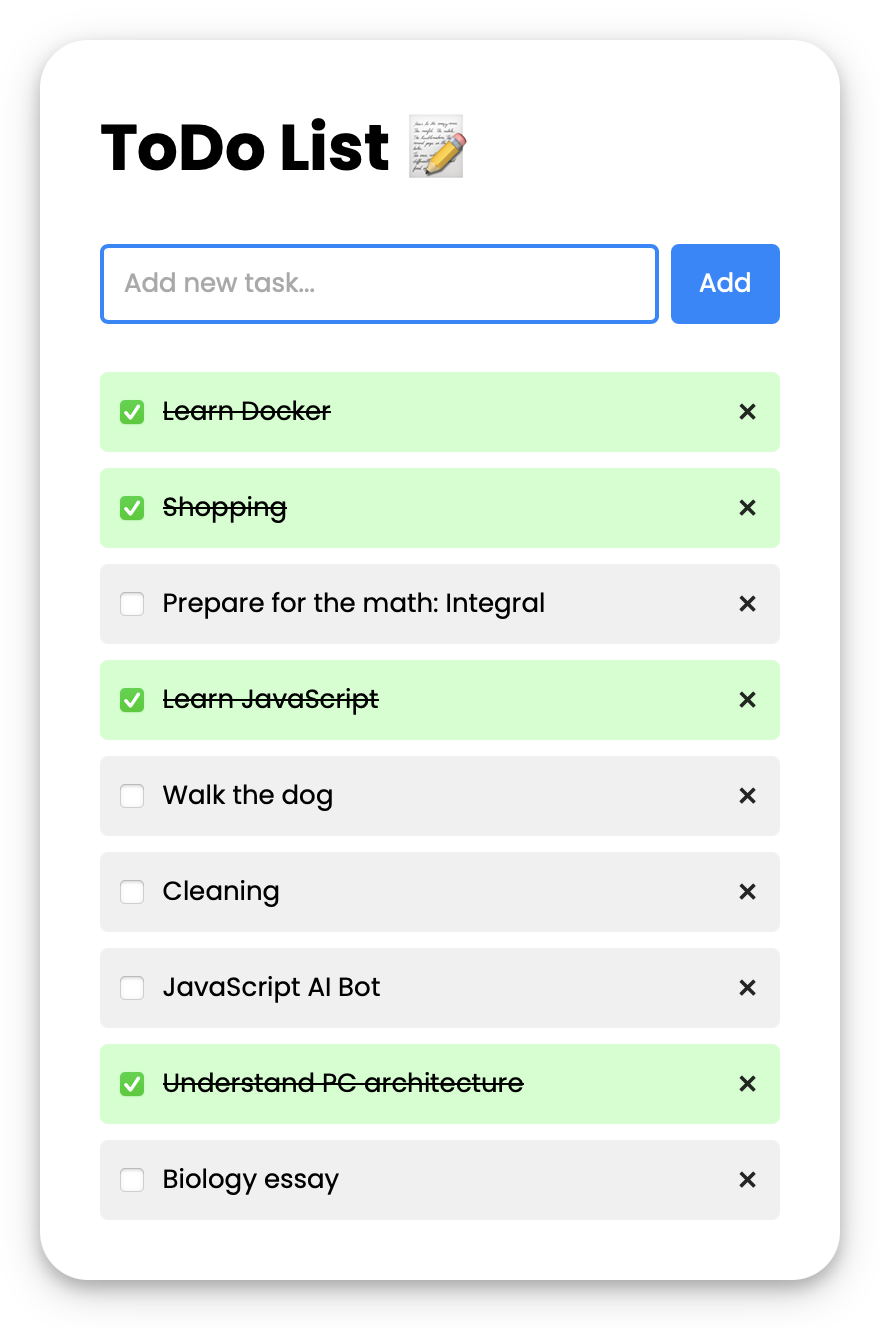 ToDo List 📝
Add new task...
Add
Learn Docker
Shopping
Prepare for the math: Integral
Learn JavaScript
Walk the dog
Cleaning
JavaScript AI Bot
Understand PC architecture
Biology essay